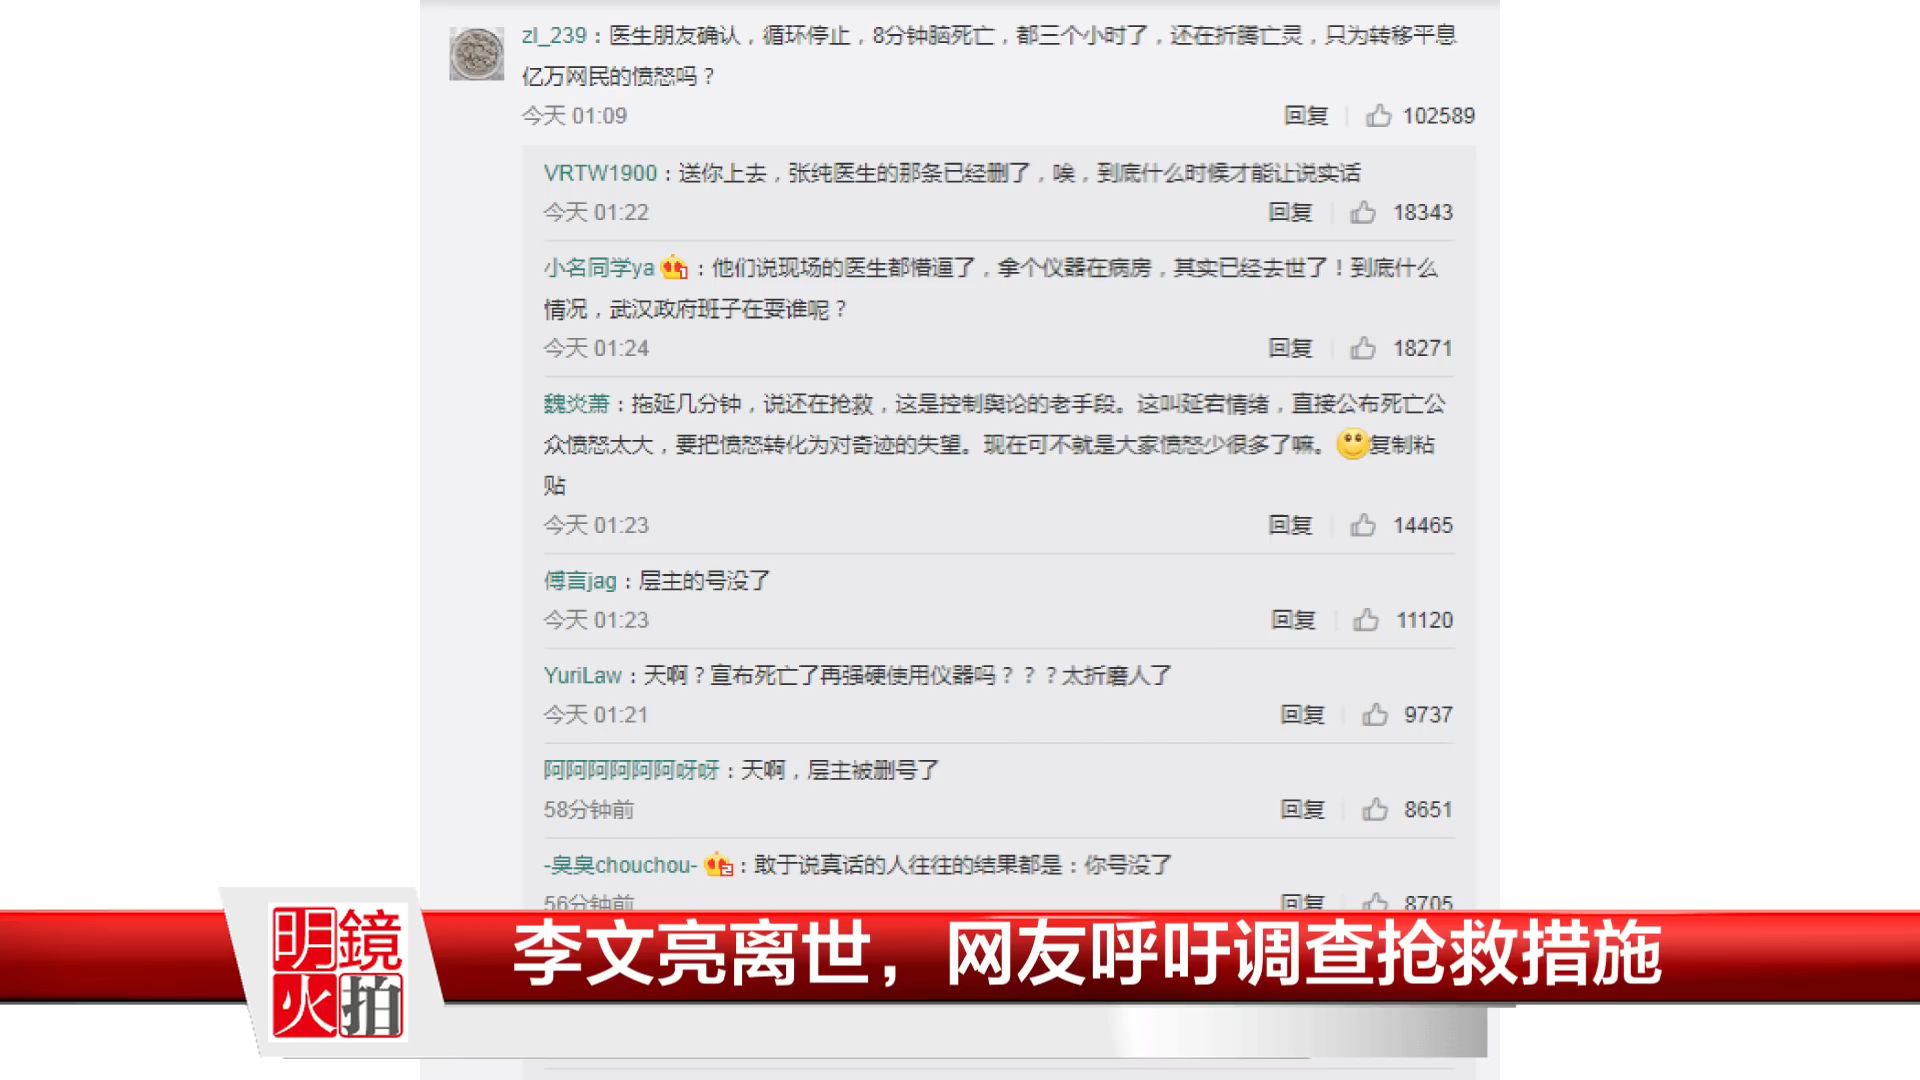 zl_239：医生朋友确认，循环停止，8分钟脑死亡，都三个小时了，还在折腾亡灵，只为转移平息
亿万网民的愤怒吗？
今天 01:09 回复 102589
VRTW1900：送你上去，张纯医生的那条已经删了，唉，到底什么时候才能让说实话
今天 01:22 回复 18343
小名同学ya：他们说现场的医生都懵逼了，拿个仪器在病房，其实已经去世了！到底什么
情况，武汉政府班子在耍谁呢？
今天 01:24 回复 18271
魏炎萧：拖延几分钟，说还在抢救，这是控制舆论的老手段。这叫延宕情绪，直接公布死亡公
众愤怒太大，要把愤怒转化为对奇迹的失望。现在可不就是大家愤怒少很多了嘛。复制粘
贴
今天 01:23 回复 14465
傅言jag：层主的号没了
今天 01:23 回复 11120
YuriLaw：天啊？宣布死亡了再强硬使用仪器吗？？？太折磨人了
今天 01:21 回复 9737
阿阿阿阿阿阿呀呀：天啊，层主被删号了
58分钟前 回复 8651
-臭臭chouchou-：敢于说真话的人往往的结果都是：你号没了
56分钟前 回复 8705
李文亮离世，网友呼吁调查抢救措施
明鏡
火拍